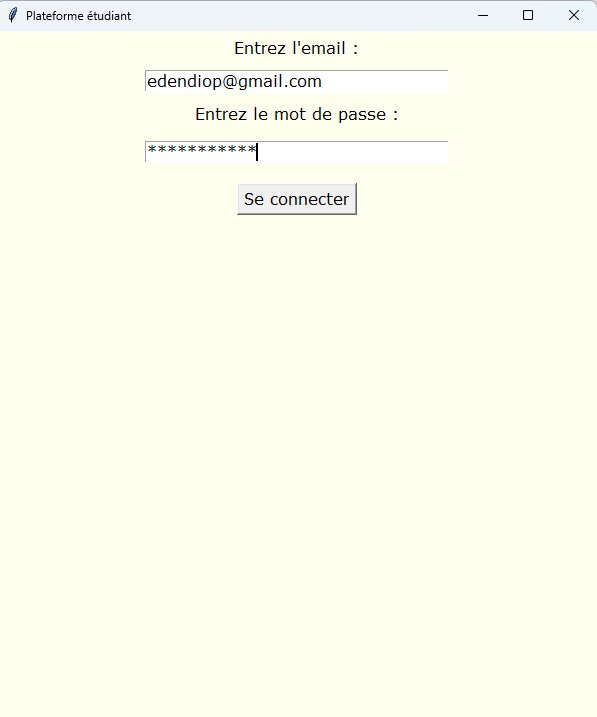 Plateforme étudiant
Entrez l'email :
edendiop@gmail.com
Entrez le mot de passe :
***********
Se connecter